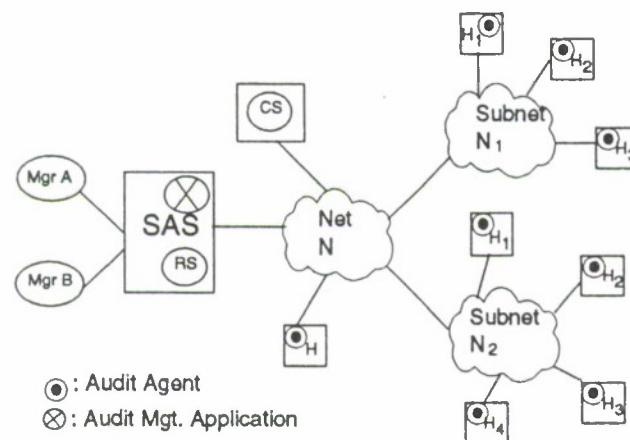 H1
H2
Subnet
N1
H3
CS
Mgr A
SAS
RS
Mgr B
Net
N
H
H1
H2
Subnet
N2
H3
H4
: Audit Agent
: Audit Mgt. Application